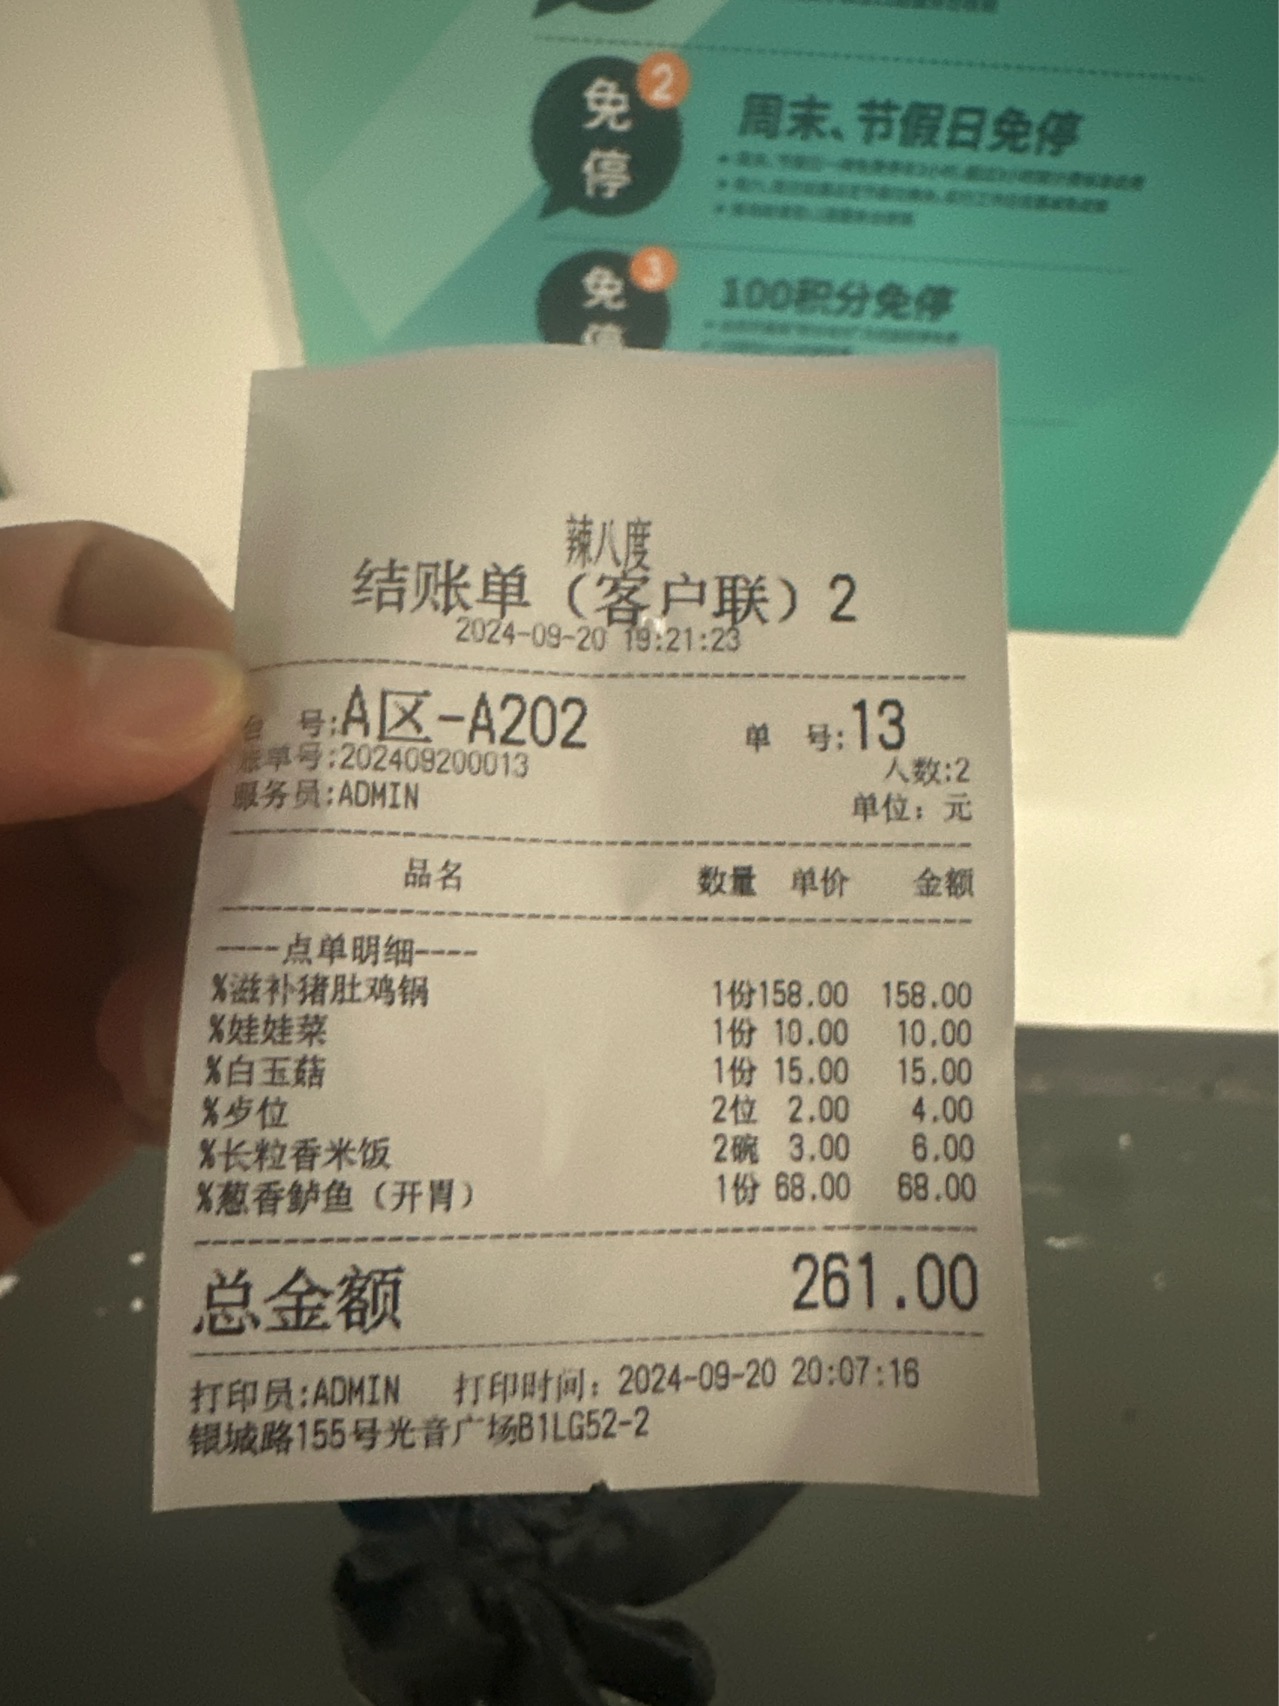 免停
2
周末、节假日免停
免停
3
100积分免停
辣八度
结账单（客户联）2
2024-09-20 19:21:23
台 号:A区-A202 单 号:13
账单号:202409200013 人数:2
服务员:ADMIN 单位：元
品名 数量 单价 金额
----点单明细----
%滋补猪肚鸡锅 1份158.00 158.00
%娃娃菜 1份 10.00 10.00
%白玉菇 1份 15.00 15.00
%歺位 2位 2.00 4.00
%长粒香米饭 2碗 3.00 6.00
%葱香鲈鱼（开胃） 1份 68.00 68.00
总金额 261.00
打印员:ADMIN 打印时间：2024-09-20 20:07:16
银城路155号光音广场B1LG52-2